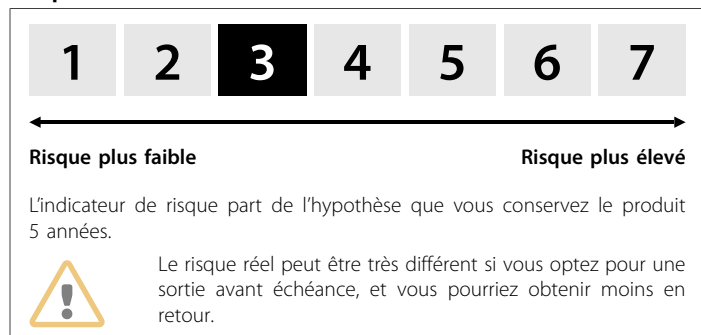 1 2 3 4 5 6 7
Risque plus faible Risque plus élevé
L'indicateur de risque part de l'hypothèse que vous conservez le produit
5 années.
Le risque réel peut être très différent si vous optez pour une
sortie avant échéance, et vous pourriez obtenir moins en
retour.